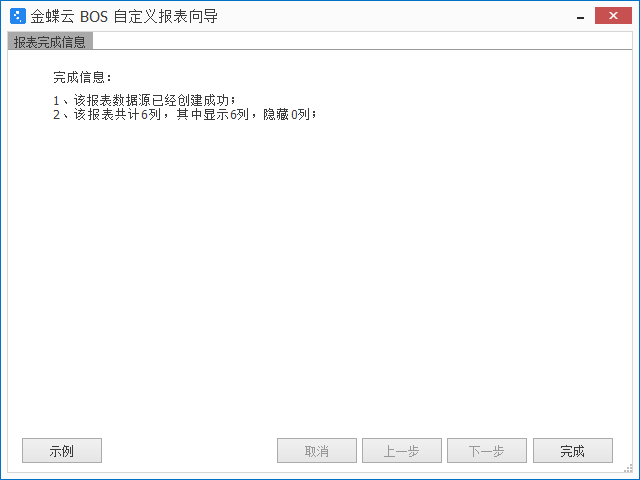 金蝶云 BOS 自定义报表向导
报表完成信息
完成信息：
1、该报表数据源已经创建成功；
2、该报表共计6列，其中显示6列，隐藏0列；
示例
取消
上一步
下一步
完成